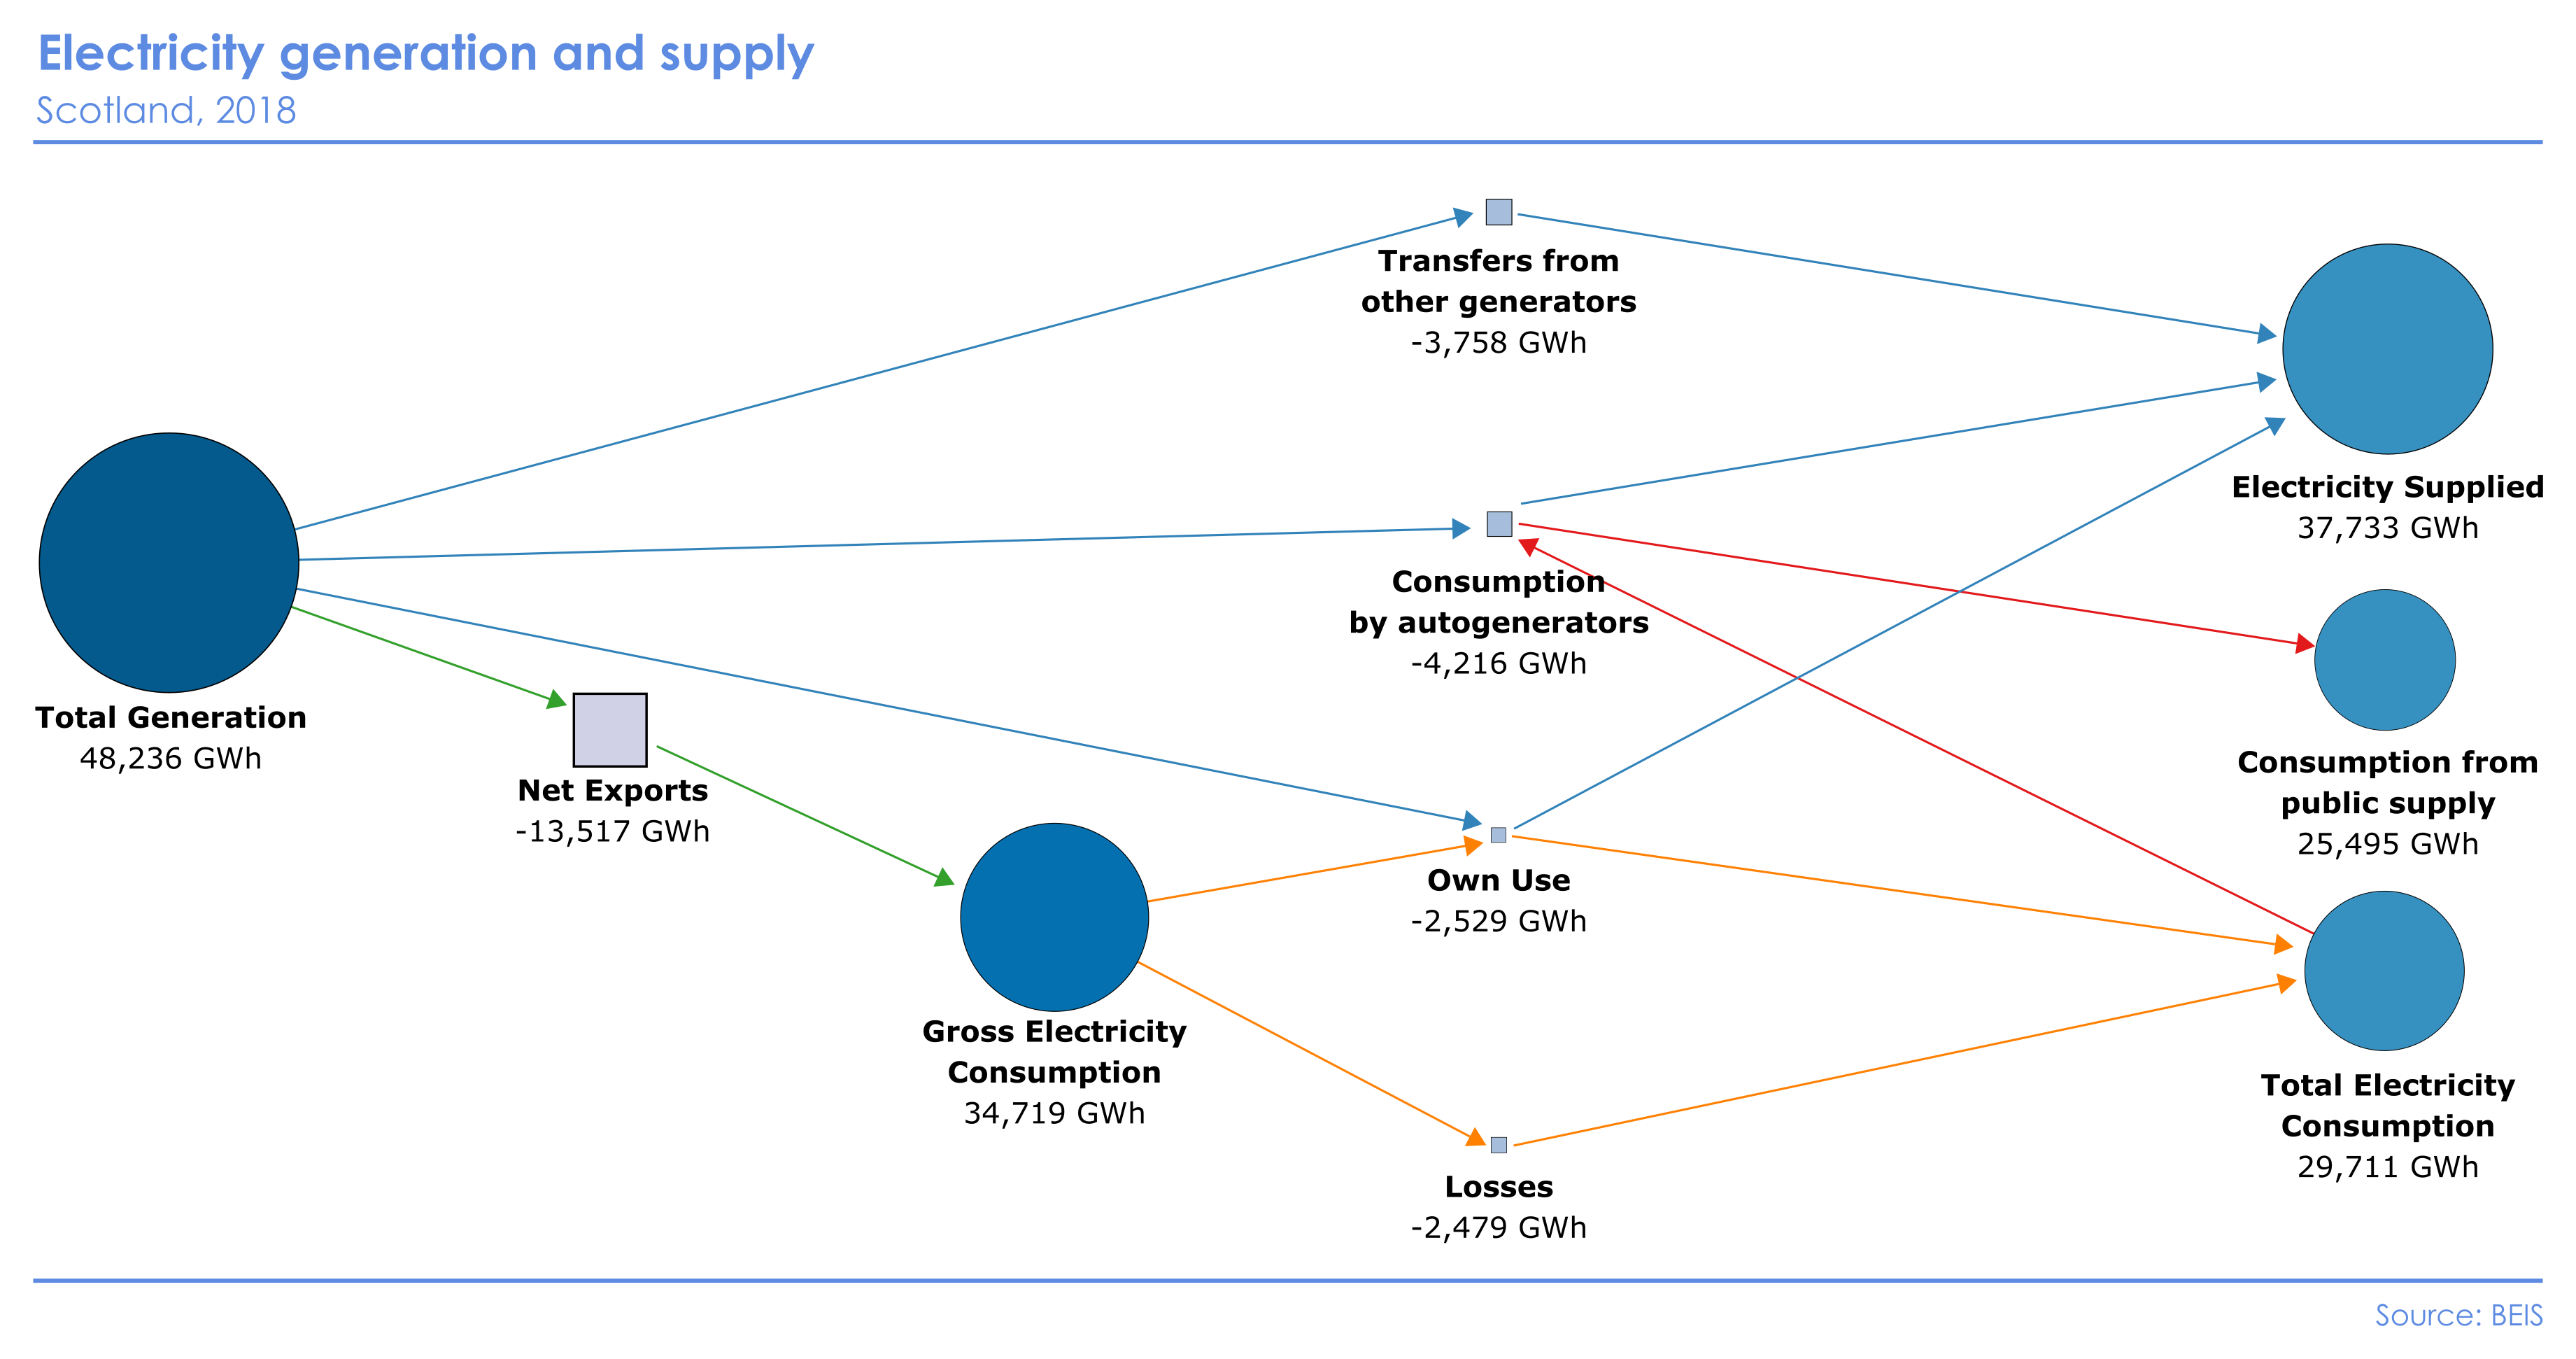 Electricity generation and supply
Scotland, 2018
Transfers from
other generators
-3,758 GWh
Electricity Supplied
37,733 GWh
Consumption
by autogenerators
-4,216 GWh
Total Generation
48,236 GWh
Net Exports
-13,517 GWh
Consumption from
public supply
25,495 GWh
Own Use
-2,529 GWh
Gross Electricity
Consumption
34,719 GWh
Total Electricity
Consumption
29,711 GWh
Losses
-2,479 GWh
Source: BEIS